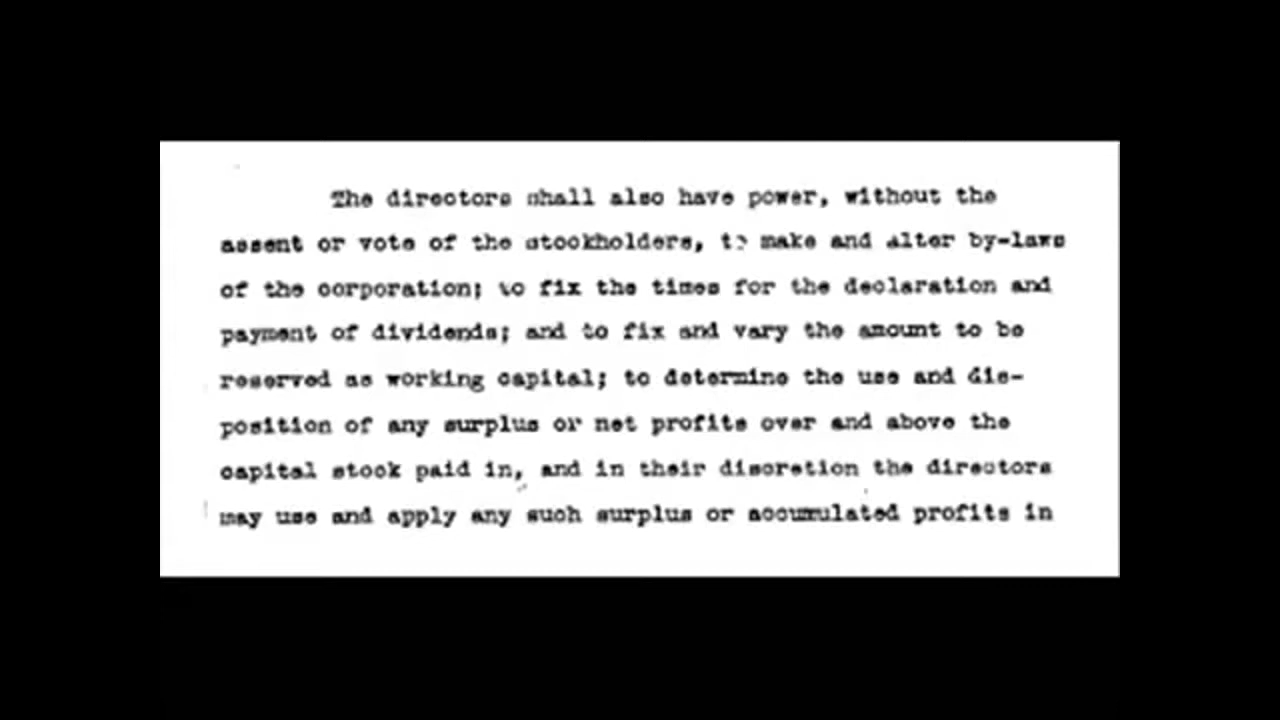 The directors shall also have power, without the
assent or vote of the stockholders, to make and alter by-laws
of the corporation; to fix the times for the declaration and
payment of dividends; and to fix and vary the amount to be
reserved as working capital; to determine the use and dis-
position of any surplus or net profits over and above the
capital stock paid in, and in their discretion the directors
may use and apply any such surplus or accumulated profits in